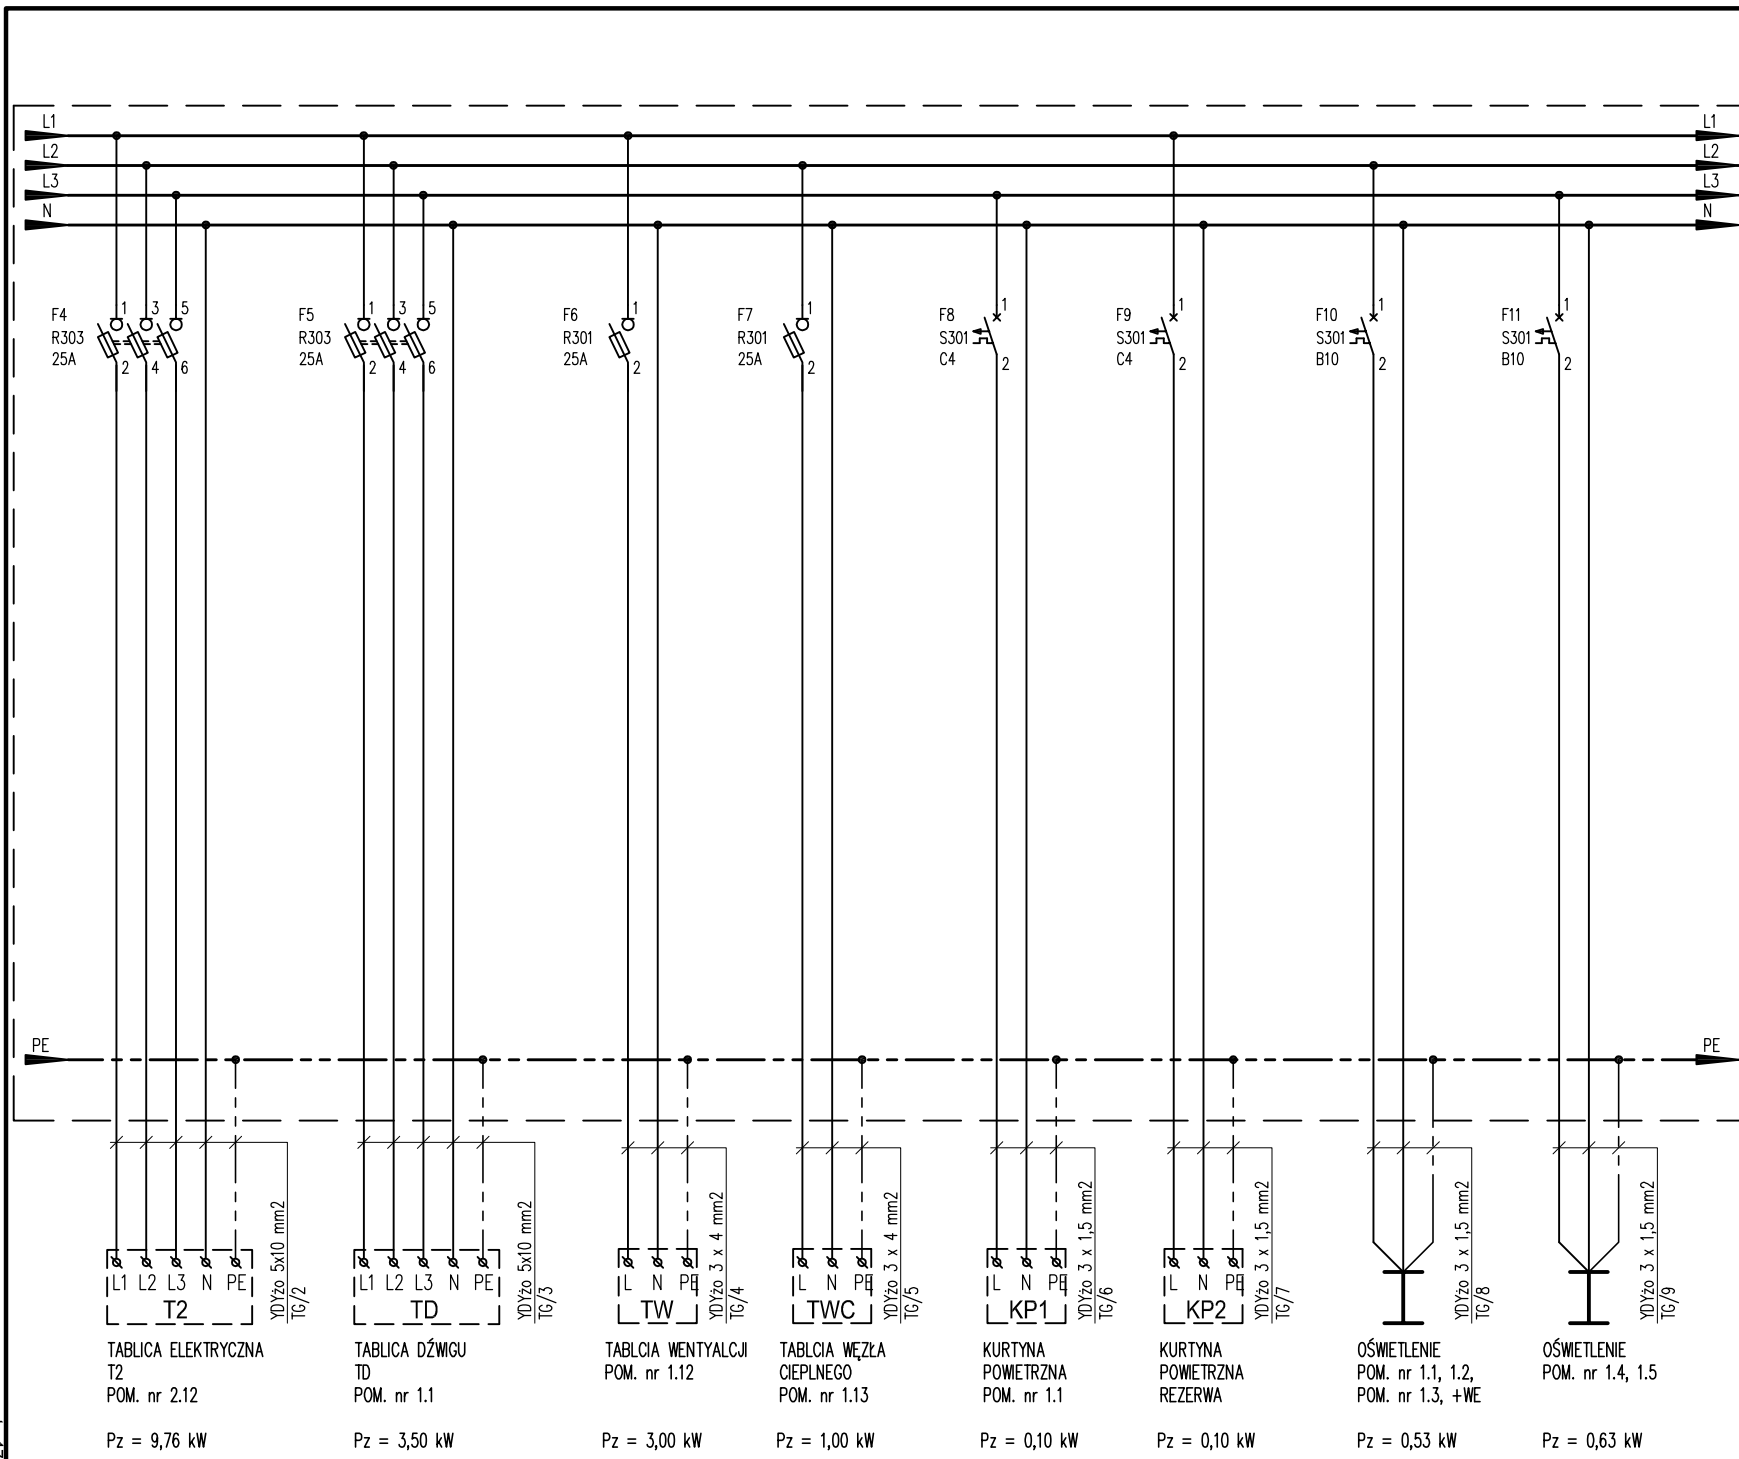 L1 L1
L2 L2
L3 L3
N N
F4 1 3 5 F5 1 3 5 F6 1 F7 1 F8 1 F9 1 F10 1 F11 1
R303 R303 R301 R301 S301 S301 S301 S301
25A 2 4 6 25A 2 4 6 25A 2 25A 2 C4 2 C4 2 B10 2 B10 2
PE PE
YDYżo 5x10 mm2
TG/2
YDYżo 5x10 mm2
TG/3
YDYżo 3 x 4 mm2
TG/4
YDYżo 3 x 4 mm2
TG/5
YDYżo 3 x 1,5 mm2
TG/6
YDYżo 3 x 1,5 mm2
TG/7
YDYżo 3 x 1,5 mm2
TG/8
YDYżo 3 x 1,5 mm2
TG/9
L1 L2 L3 N PE L1 L2 L3 N PE L N PE L N PE L N PE L N PE
T2 TD TW TWC KP1 KP2
TABLICA ELEKTRYCZNA
T2
POM. nr 2.12
Pz = 9,76 kW
TABLICA DŹWIGU
TD
POM. nr 1.1
Pz = 3,50 kW
TABLCIA WENTYALCJI
POM. nr 1.12
Pz = 3,00 kW
TABLCIA WĘZŁA
CIEPLNEGO
POM. nr 1.13
Pz = 1,00 kW
KURTYNA
POWIETRZNA
POM. nr 1.1
Pz = 0,10 kW
KURTYNA
POWIETRZNA
REZERWA
Pz = 0,10 kW
OŚWIETLENIE
POM. nr 1.1, 1.2,
POM. nr 1.3, +WE
Pz = 0,53 kW
OŚWIETLENIE
POM. nr 1.4, 1.5
Pz = 0,63 kW